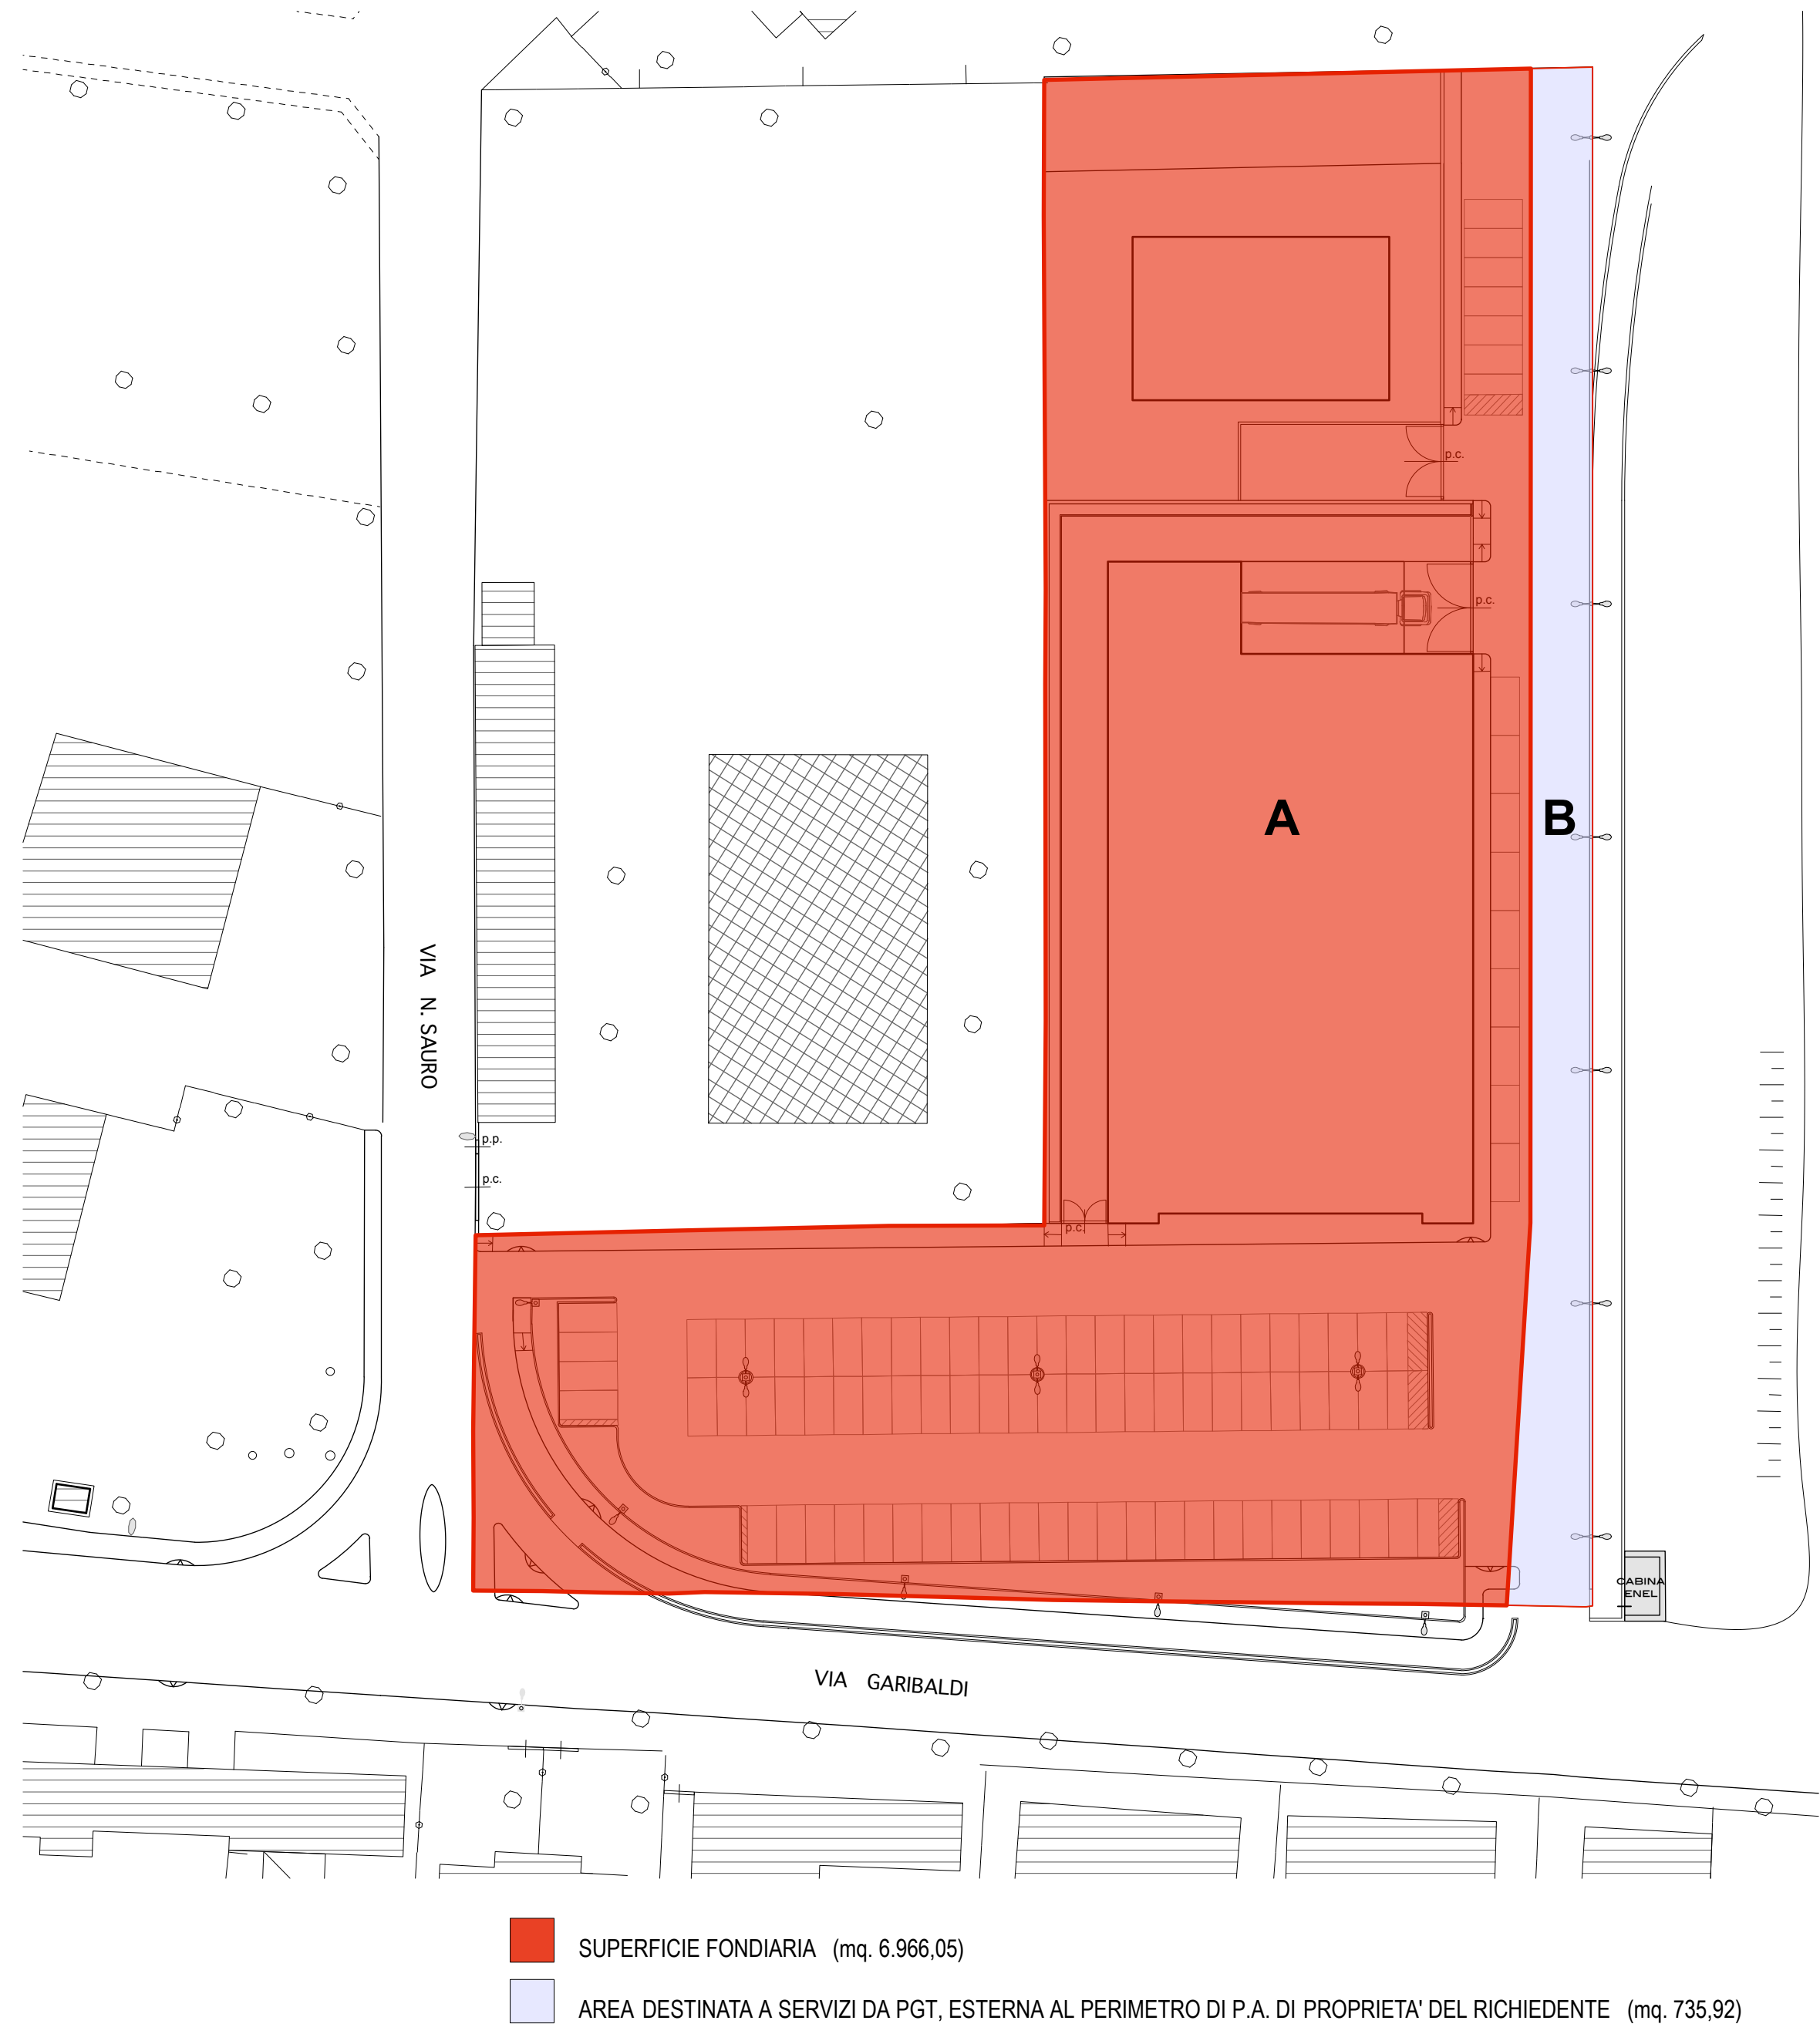 p.c.
p.c.
A
B
VIA N. SAURO
p.p.
p.c.
p.c.
CABINA
ENEL
VIA GARIBALDI
SUPERFICIE FONDIARIA (mq. 6.966,05)
AREA DESTINATA A SERVIZI DA PGT, ESTERNA AL PERIMETRO DI P.A. DI PROPRIETA' DEL RICHIEDENTE (mq. 735,92)